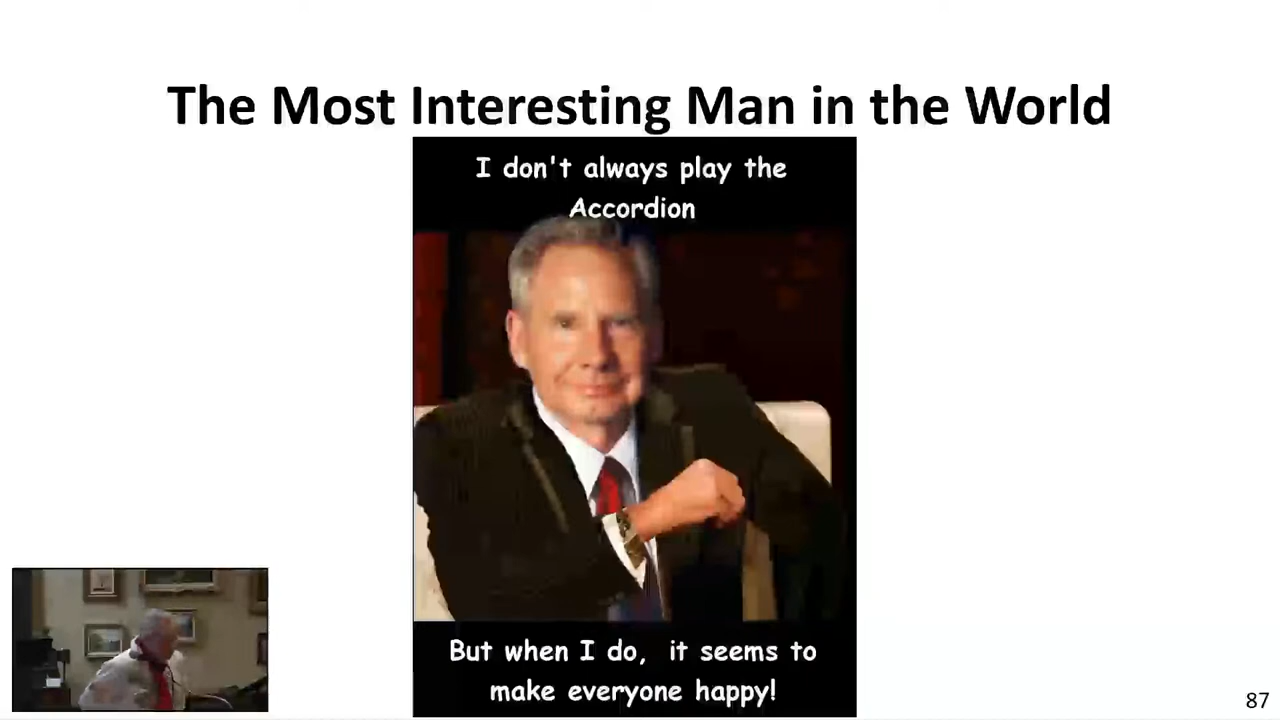 The Most Interesting Man in the World
I don't always play the
Accordion
But when I do, it seems to
make everyone happy!
87